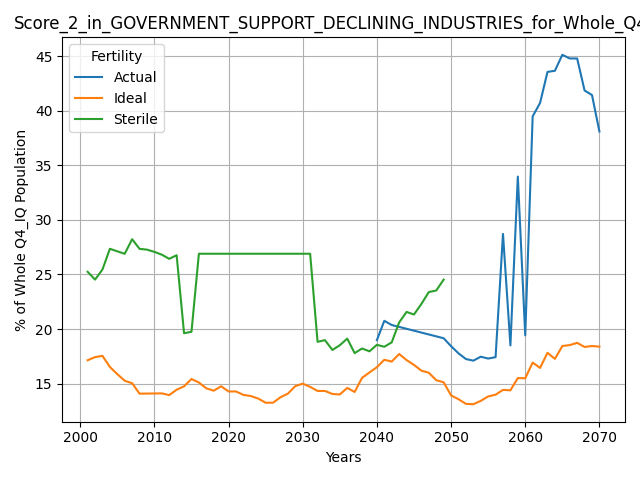 Score_2_in_GOVERNMENT_SUPPORT_DECLINING_INDUSTRIES_for_Whole_Q4
Fertility
Actual
Ideal
Sterile
% of Whole Q4_IQ Population
45
40
35
30
25
20
15
2000 2010 2020 2030 2040 2050 2060 2070
Years